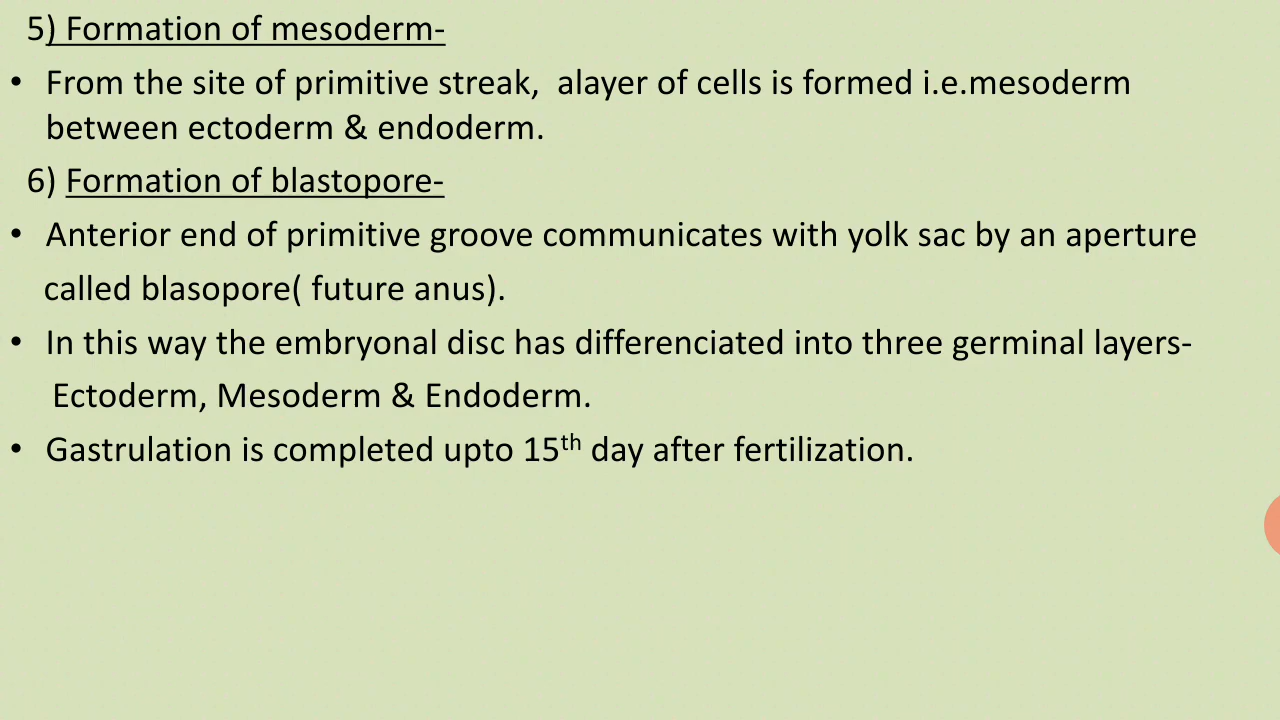 5) Formation of mesoderm-
• From the site of primitive streak,  alayer of cells is formed i.e.mesoderm
between ectoderm & endoderm.
6) Formation of blastopore-
• Anterior end of primitive groove communicates with yolk sac by an aperture
called blasopore( future anus).
• In this way the embryonal disc has differenciated into three germinal layers-
Ectoderm, Mesoderm & Endoderm.
• Gastrulation is completed upto 15th day after fertilization.